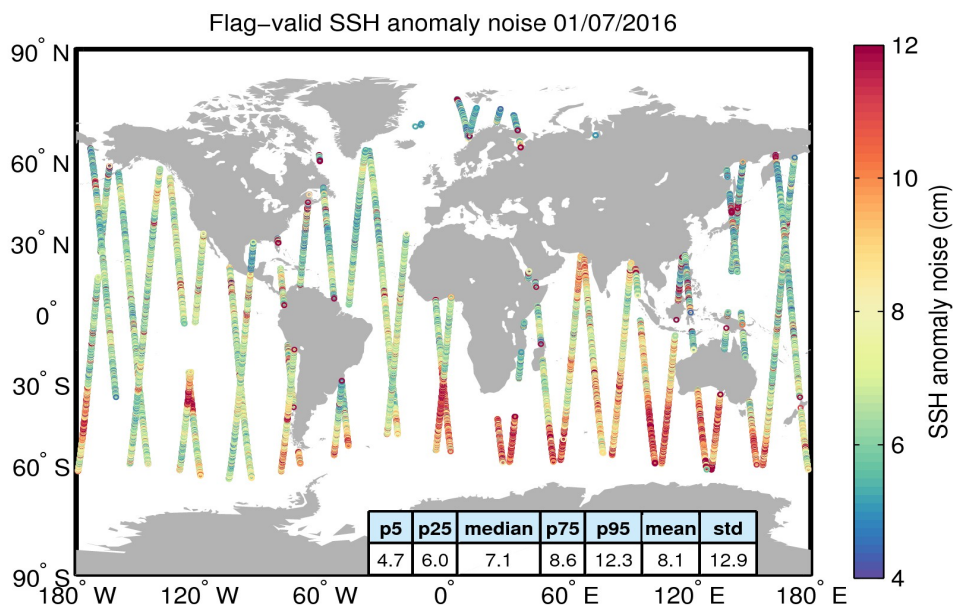 Flag−valid SSH anomaly noise 01/07/2016
90° N
60° N
30° N
0°
30° S
60° S
90° S
180° W
120° W
60° W
0°
60° E
120° E
180° E
p5 p25 median p75 p95 mean std
4.7 6.0 7.1 8.6 12.3 8.1 12.9
12
10
8
6
4
SSH anomaly noise (cm)